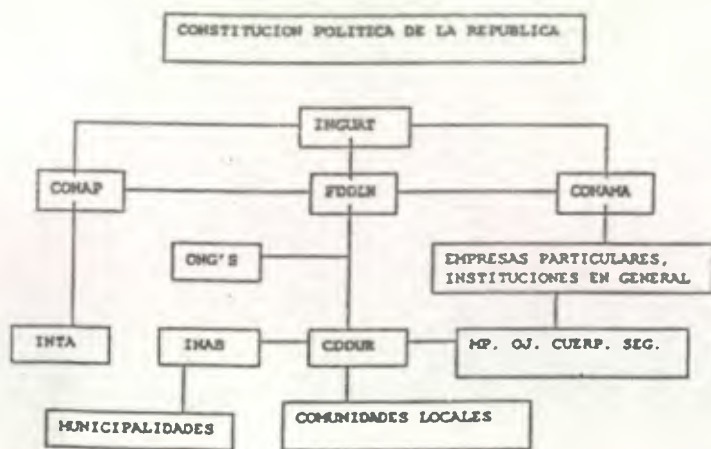 CONSTITUCION POLITICA DE LA REPUBLICA
INGUAT
CONAP
FDDLN
CONAMA
ONG'S
EMPRESAS PARTICULARES,
INSTITUCIONES EN GENERAL
INTA
INAB
CDDUR
MP. OJ. CUERP. SEG.
MUNICIPALIDADES
COMUNIDADES LOCALES